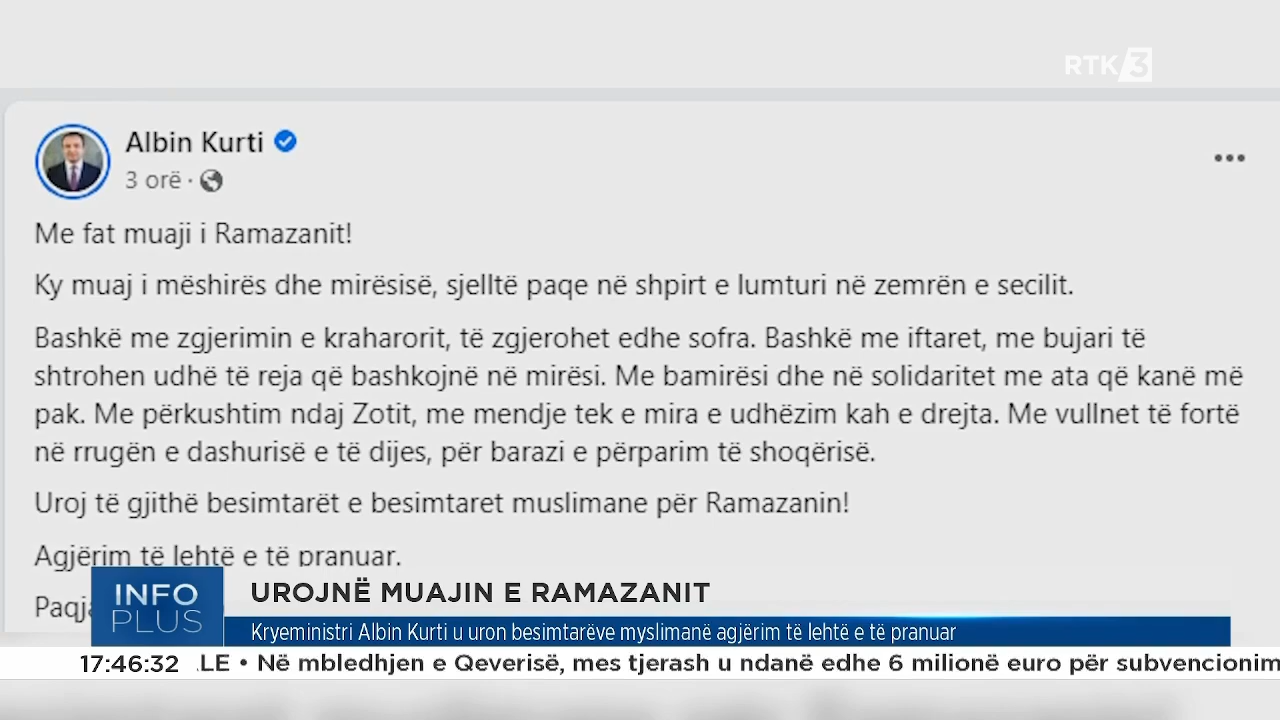 RTK 3
Albin Kurti
3 orë ·
Me fat muaji i Ramazanit!
Ky muaj i mëshirës dhe mirësisë, sjelltë paqe në shpirt e lumturi në zemrën e secilit.
Bashkë me zgjerimin e kraharorit, të zgjerohet edhe sofra. Bashkë me iftaret, me bujari të
shtrohen udhë të reja që bashkojnë në mirësi. Me bamirësi dhe në solidaritet me ata që kanë më
pak. Me përkushtim ndaj Zotit, me mendje tek e mira e udhëzim kah e drejta. Me vullnet të fortë
në rrugën e dashurisë e të dijes, për barazi e përparim të shoqërisë.
Uroj të gjithë besimtarët e besimtaret muslimane për Ramazanin!
Agjërim të lehtë e të pranuar.
INFO
PLUS
UROJNË MUAJIN E RAMAZANIT
Kryeministri Albin Kurti u uron besimtarëve myslimanë agjërim të lehtë e të pranuar
17:46:32 .LE • Në mbledhjen e Qeverisë, mes tjerash u ndanë edhe 6 milionë euro për subvencionim